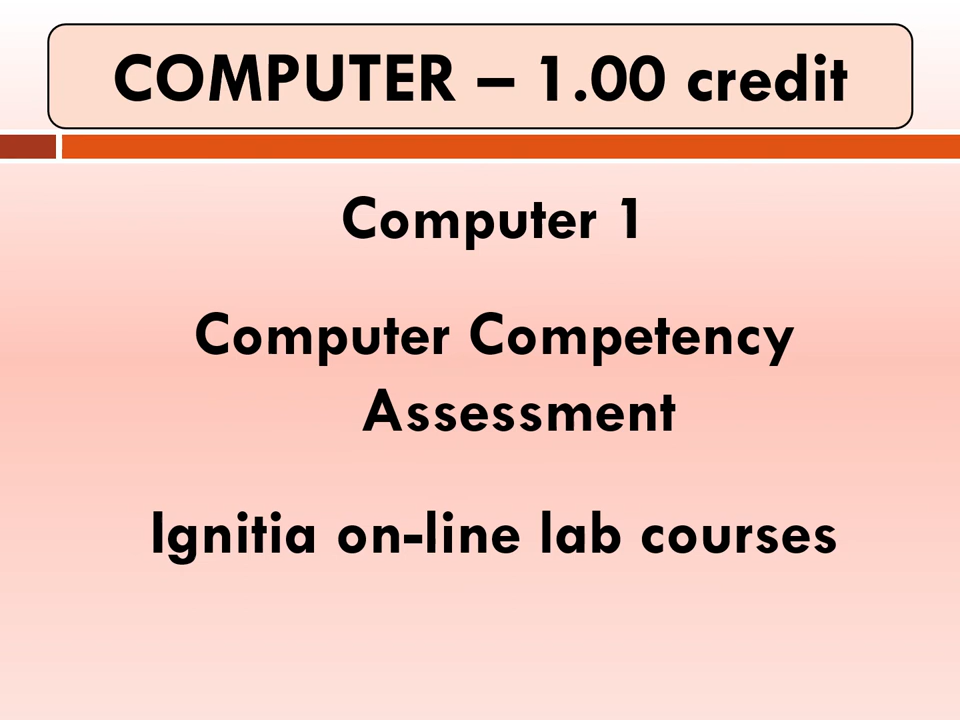 COMPUTER – 1.00 credit
Computer 1
Computer Competency
Assessment
Ignitia on-line lab courses